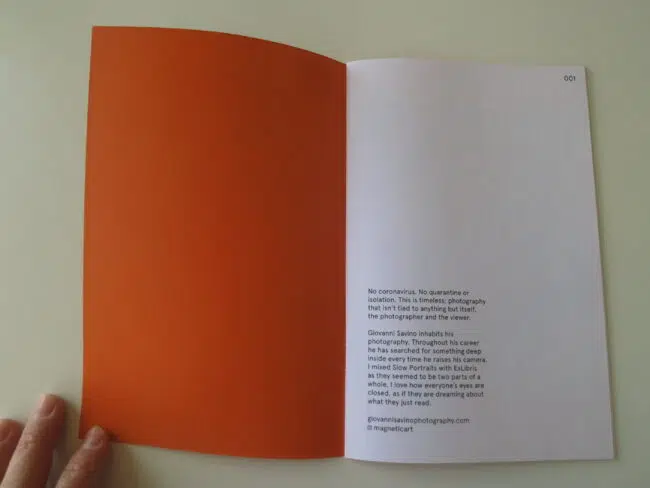 001
No coronavirus. No quarantine or
isolation. This is timeless; photography
that isn't tied to anything but itself,
the photographer and the viewer.
Giovanni Savino inhabits his
photography. Throughout his career
he has searched for something deep
inside every time he raises his camera.
I mixed Slow Portraits with ExLibris
as they seemed to be two parts of a
whole. I love how everyone's eyes are
closed, as if they are dreaming about
what they just read.
giovannisavinophotography.com
@magneticart